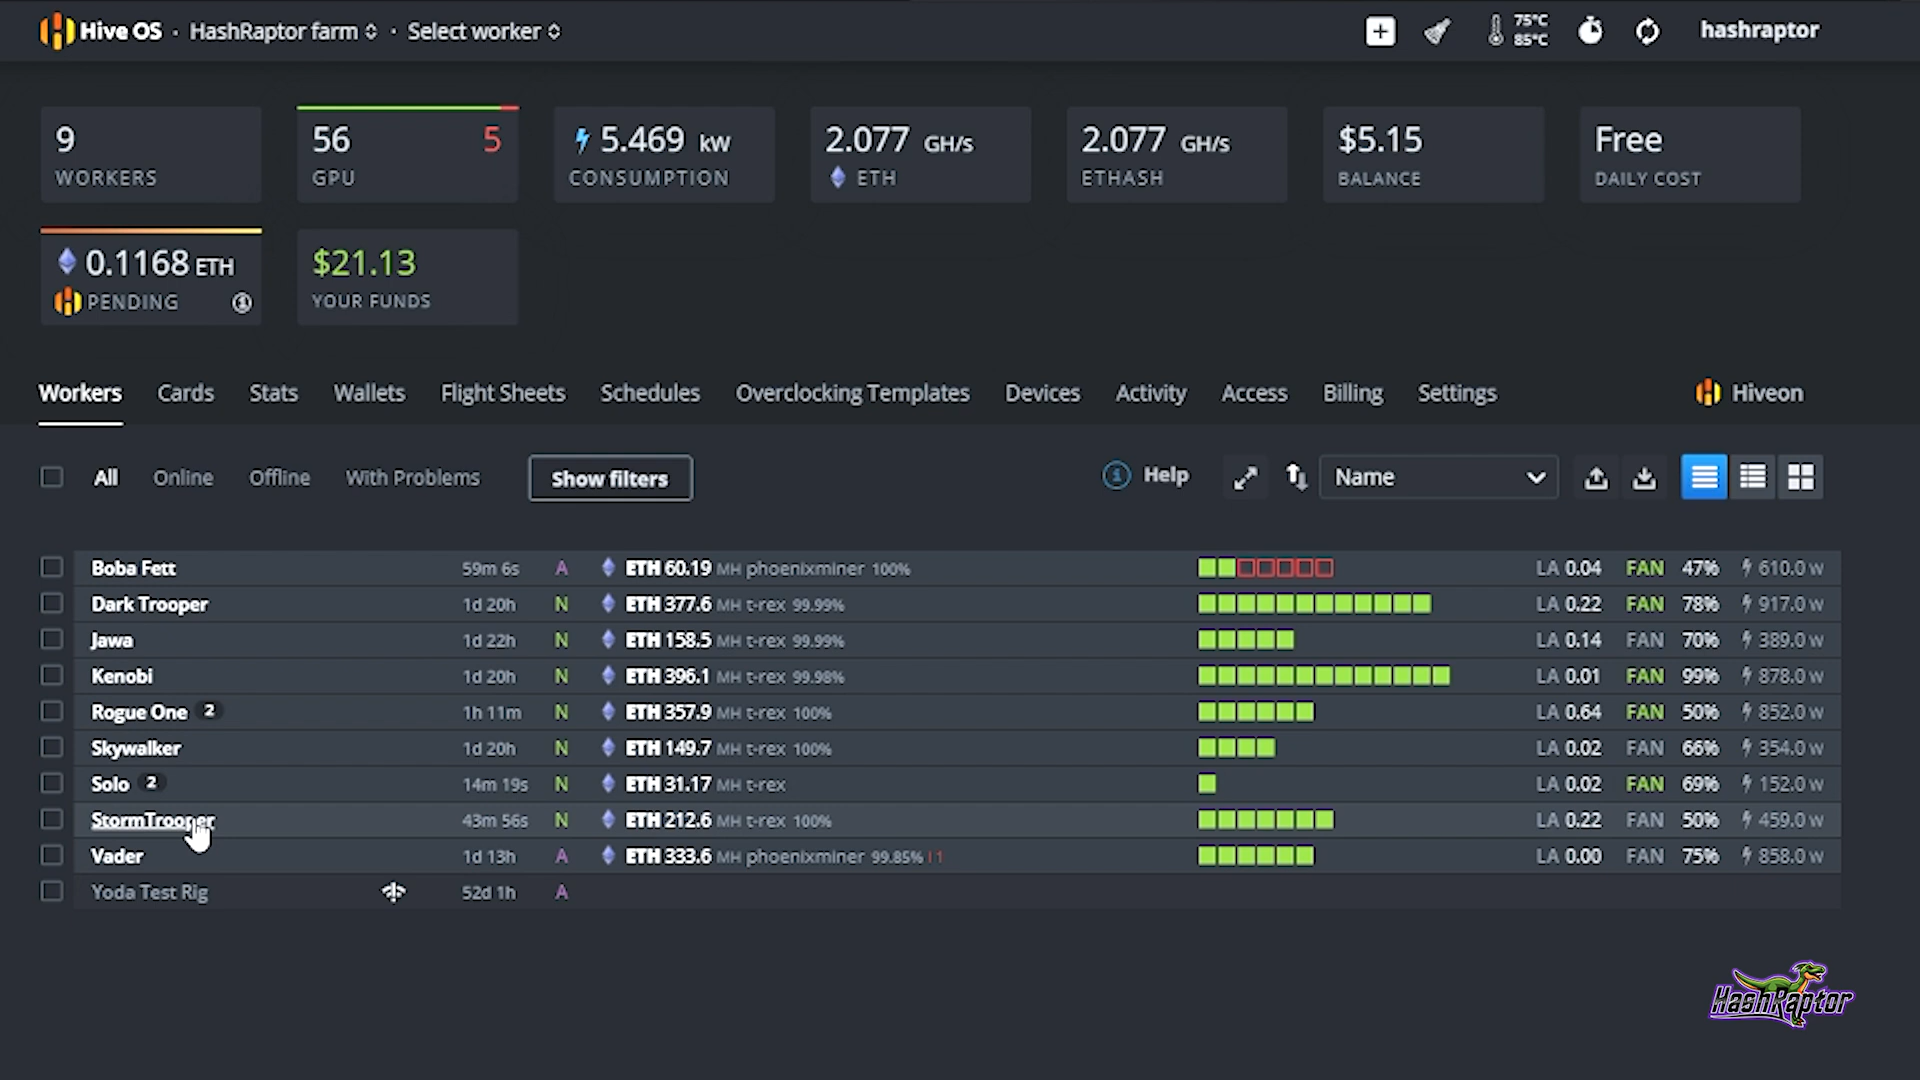 Hive OS · HashRaptor farm · Select worker 75°C 85°C hashraptor
9 WORKERS
56 5 GPU
5.469 kW CONSUMPTION
2.077 GH/s ETH
2.077 GH/s ETHASH
$5.15 BALANCE
Free DAILY COST
0.1168 ETH PENDING
$21.13 YOUR FUNDS
Workers Cards Stats Wallets Flight Sheets Schedules Overclocking Templates Devices Activity Access Billing Settings Hiveon
All Online Offline With Problems Show filters Help Name
Boba Fett 59m 6s A ETH 60.19 MH phoenixminer 100% LA 0.04 FAN 47% 610.0 w
Dark Trooper 1d 20h N ETH 377.6 MH t-rex 99.99% LA 0.22 FAN 78% 917.0 w
Jawa 1d 22h N ETH 158.5 MH t-rex 99.99% LA 0.14 FAN 70% 389.0 w
Kenobi 1d 20h N ETH 396.1 MH t-rex 99.98% LA 0.01 FAN 99% 878.0 w
Rogue One 2 1h 11m N ETH 357.9 MH t-rex 100% LA 0.64 FAN 50% 852.0 w
Skywalker 1d 20h N ETH 149.7 MH t-rex 100% LA 0.02 FAN 66% 354.0 w
Solo 2 14m 19s N ETH 31.17 MH t-rex LA 0.02 FAN 69% 152.0 w
StormTrooper 43m 56s N ETH 212.6 MH t-rex 100% LA 0.22 FAN 50% 459.0 w
Vader 1d 13h A ETH 333.6 MH phoenixminer 99.85% I 1 LA 0.00 FAN 75% 858.0 w
Yoda Test Rig 52d 1h A
HashRaptor